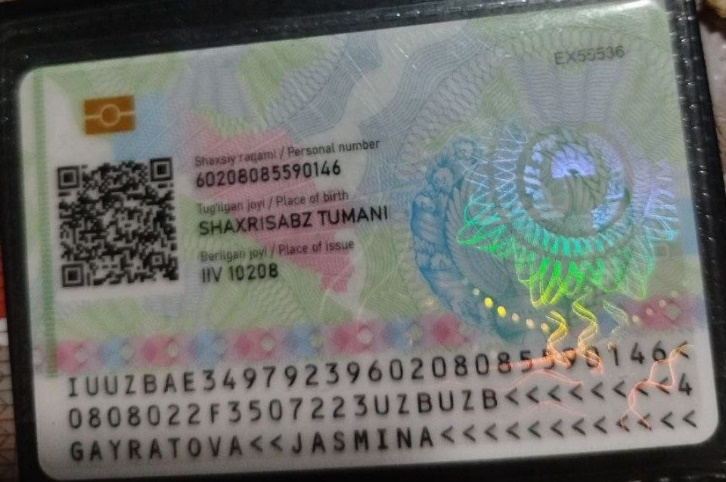 EX55536
Shaxsiy raqami / Personal number
60208085590146
Tug'ilgan joyi / Place of birth
SHAXRISABZ TUMANI
Berilgan joyi / Place of issue
IIV 10208
IUUZBAE3497923960208085590146<
0808022F3507223UZBUZB<<<<<<<<4
GAYRATOVA<<JASMINA<<<<<<<<<<<<